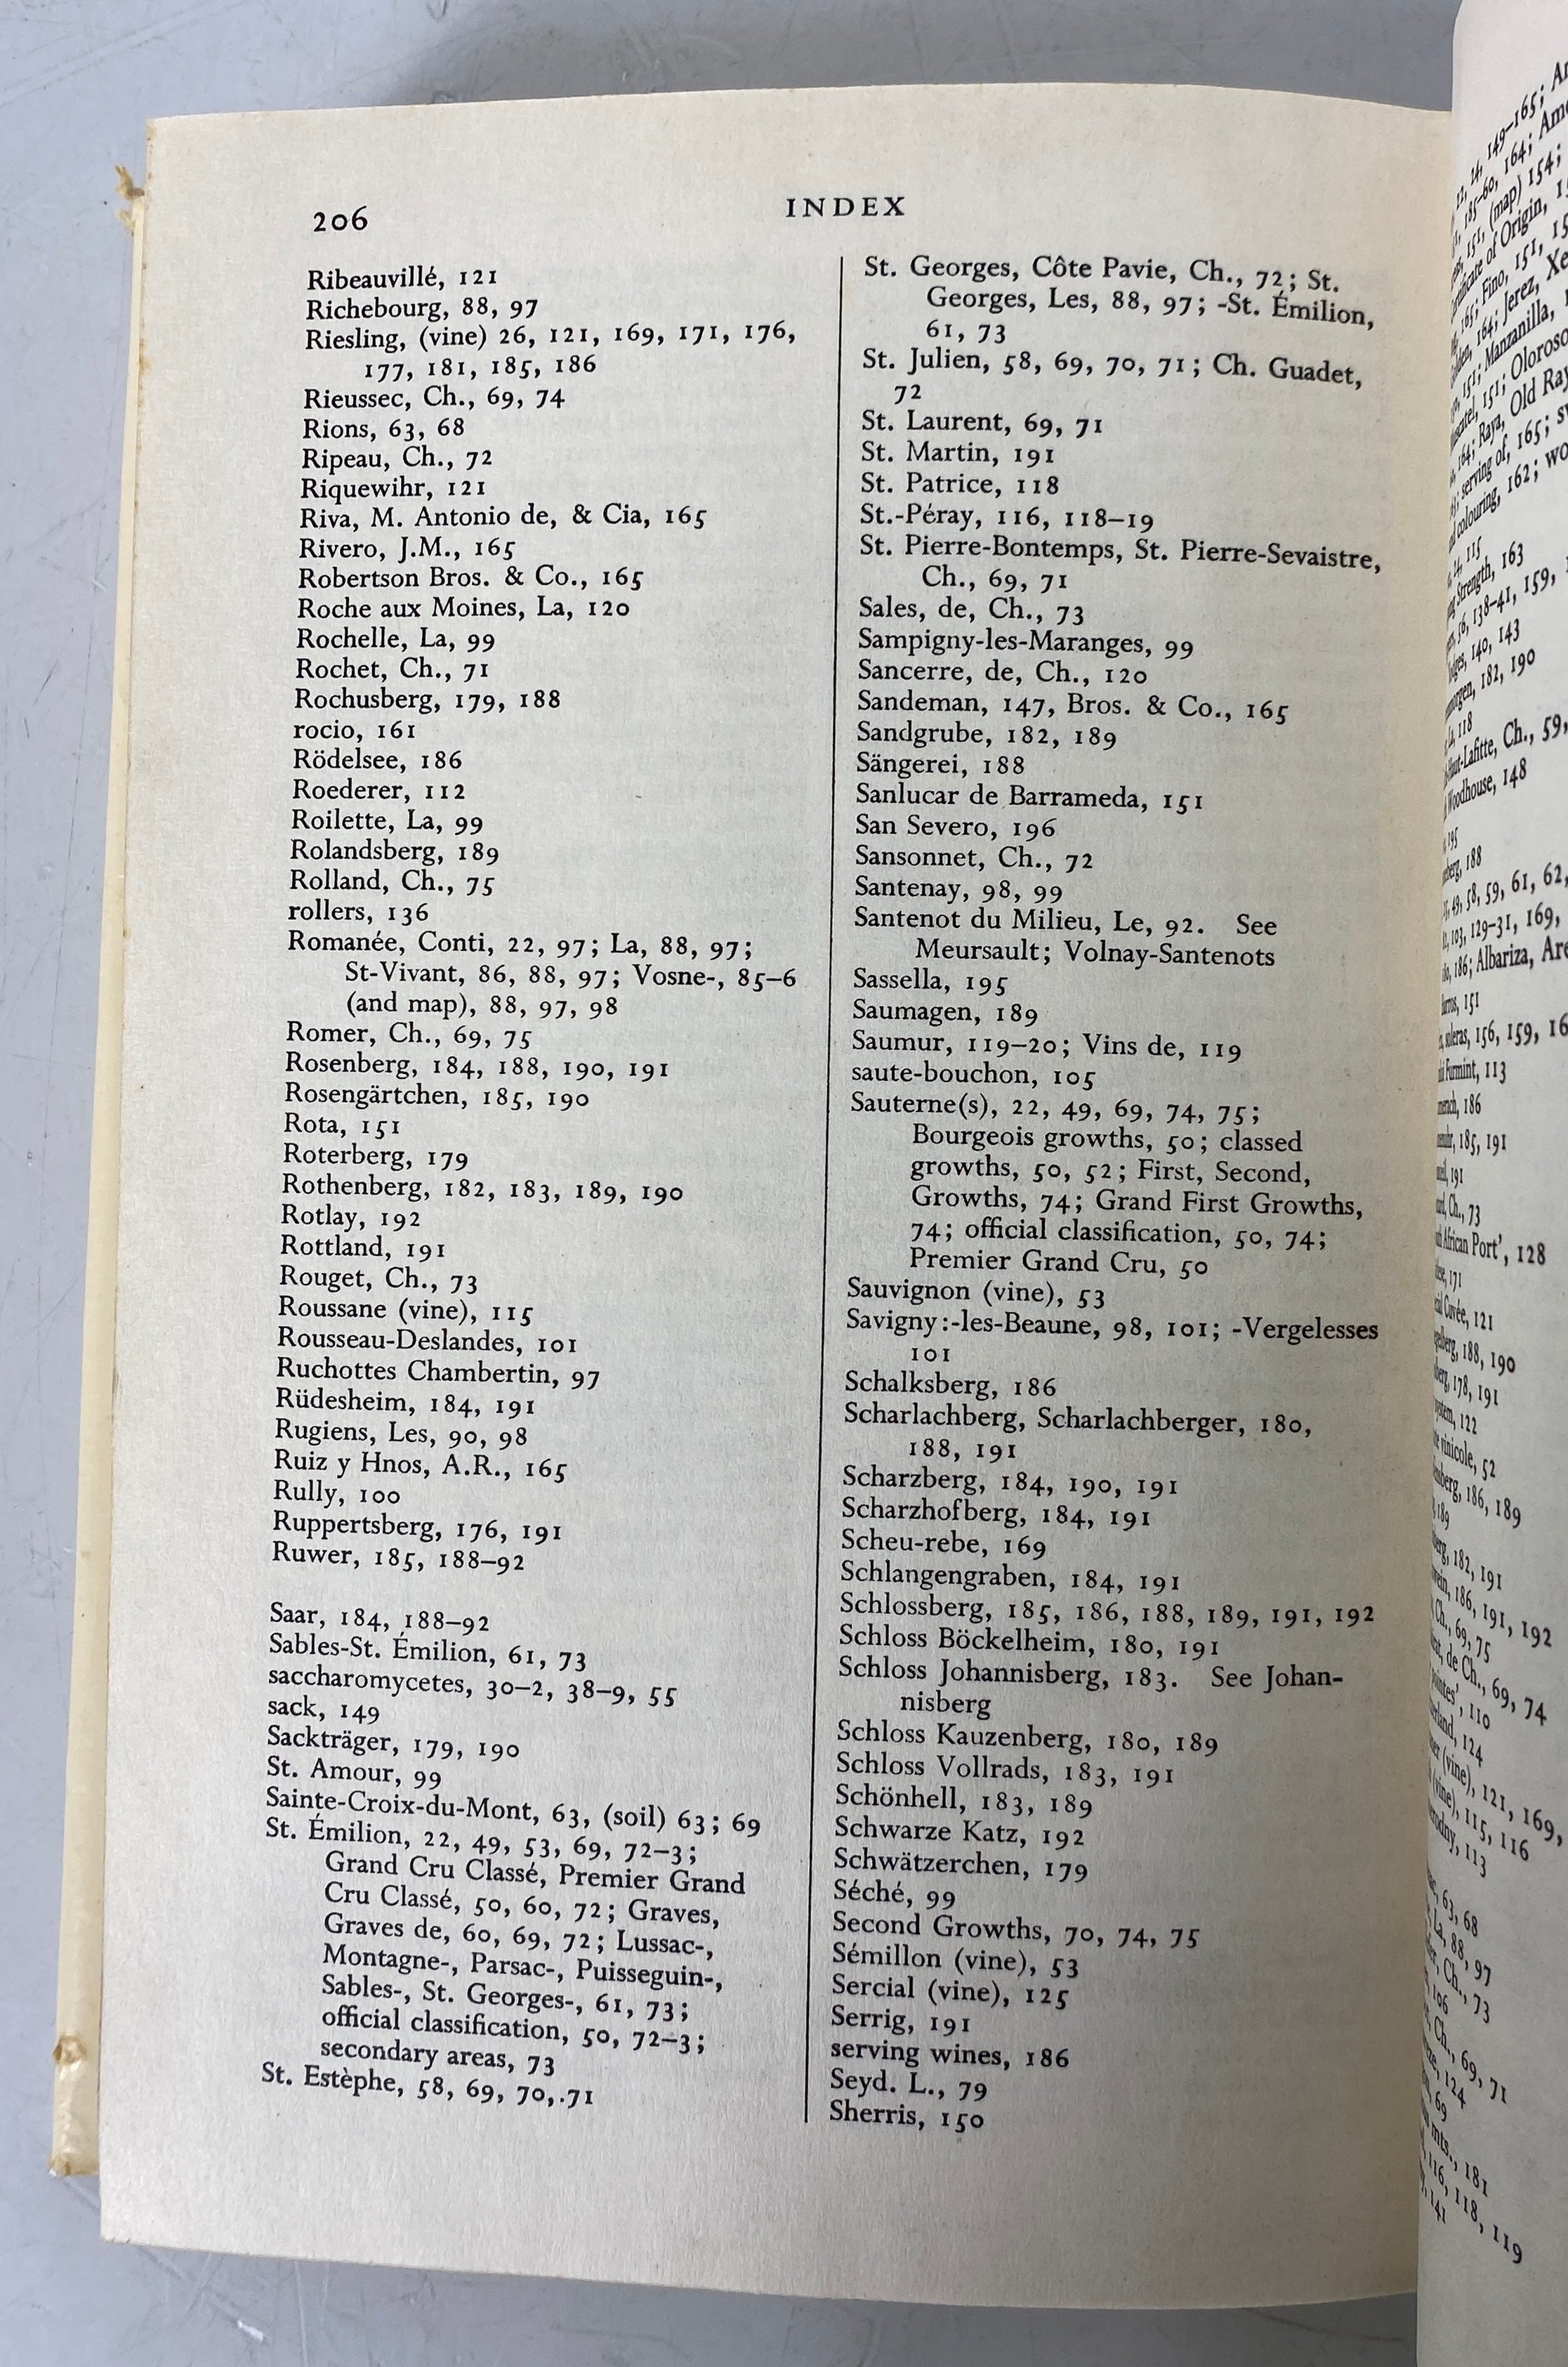 206
INDEX
Ribeauvillé, 121
Richebourg, 88, 97
Riesling, (vine) 26, 121, 169, 171, 176,
177, 181, 185, 186
Rieussec, Ch., 69, 74
Rions, 63, 68
Ripeau, Ch., 72
Riquewihr, 121
Riva, M. Antonio de, & Cia, 165
Rivero, J.M., 165
Robertson Bros. & Co., 165
Roche aux Moines, La, 120
Rochelle, La, 99
Rochet, Ch., 71
Rochusberg, 179, 188
rocio, 161
Rödelsee, 186
Roederer, 112
Roilette, La, 99
Rolandsberg, 189
Rolland, Ch., 75
rollers, 136
Romanée, Conti, 22, 97; La, 88, 97;
St-Vivant, 86, 88, 97; Vosne-, 85–6
(and map), 88, 97, 98
Romer, Ch., 69, 75
Rosenberg, 184, 188, 190, 191
Rosengärtchen, 185, 190
Rota, 151
Roterberg, 179
Rothenberg, 182, 183, 189, 190
Rotlay, 192
Rottland, 191
Rouget, Ch., 73
Roussane (vine), 115
Rousseau-Deslandes, 101
Ruchottes Chambertin, 97
Rüdesheim, 184, 191
Rugiens, Les, 90, 98
Ruiz y Hnos, A.R., 165
Rully, 100
Ruppertsberg, 176, 191
Ruwer, 185, 188–92
Saar, 184, 188–92
Sables-St. Émilion, 61, 73
saccharomycetes, 30–2, 38–9, 55
sack, 149
Sackträger, 179, 190
St. Amour, 99
Sainte-Croix-du-Mont, 63, (soil) 63; 69
St. Émilion, 22, 49, 53, 69, 72–3;
Grand Cru Classé, Premier Grand
Cru Classé, 50, 60, 72; Graves,
Graves de, 60, 69, 72; Lussac-,
Montagne-, Parsac-, Puisseguin-,
Sables-, St. Georges-, 61, 73;
official classification, 50, 72–3;
secondary areas, 73
St. Estèphe, 58, 69, 70,.71
St. Georges, Côte Pavie, Ch., 72; St.
Georges, Les, 88, 97; -St. Émilion,
61, 73
St. Julien, 58, 69, 70, 71; Ch. Guadet,
72
St. Laurent, 69, 71
St. Martin, 191
St. Patrice, 118
St.-Péray, 116, 118–19
St. Pierre-Bontemps, St. Pierre-Sevaistre,
Ch., 69, 71
Sales, de, Ch., 73
Sampigny-les-Maranges, 99
Sancerre, de, Ch., 120
Sandeman, 147, Bros. & Co., 165
Sandgrube, 182, 189
Sängerei, 188
Sanlucar de Barrameda, 151
San Severo, 196
Sansonnet, Ch., 72
Santenay, 98, 99
Santenot du Milieu, Le, 92. See
Meursault; Volnay-Santenots
Sassella, 195
Saumagen, 189
Saumur, 119–20; Vins de, 119
saute-bouchon, 105
Sauterne(s), 22, 49, 69, 74, 75;
Bourgeois growths, 50; classed
growths, 50, 52; First, Second,
Growths, 74; Grand First Growths,
74; official classification, 50, 74;
Premier Grand Cru, 50
Sauvignon (vine), 53
Savigny:-les-Beaune, 98, 101; -Vergelesses
101
Schalksberg, 186
Scharlachberg, Scharlachberger, 180,
188, 191
Scharzberg, 184, 190, 191
Scharzhofberg, 184, 191
Scheu-rebe, 169
Schlangengraben, 184, 191
Schlossberg, 185, 186, 188, 189, 191, 192
Schloss Böckelheim, 180, 191
Schloss Johannisberg, 183. See Johan-
nisberg
Schloss Kauzenberg, 180, 189
Schloss Vollrads, 183, 191
Schönhell, 183, 189
Schwarze Katz, 192
Schwätzerchen, 179
Séché, 99
Second Growths, 70, 74, 75
Sémillon (vine), 53
Sercial (vine), 125
Serrig, 191
serving wines, 186
Seyd. L., 79
Sherris, 150